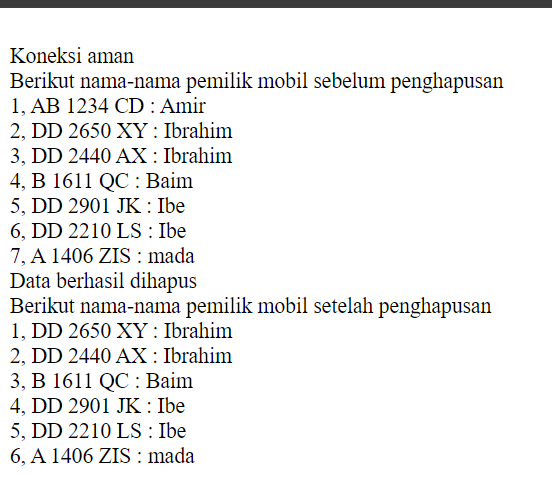 Koneksi aman
Berikut nama-nama pemilik mobil sebelum penghapusan
1, AB 1234 CD : Amir
2, DD 2650 XY : Ibrahim
3, DD 2440 AX : Ibrahim
4, B 1611 QC : Baim
5, DD 2901 JK : Ibe
6, DD 2210 LS : Ibe
7, A 1406 ZIS : mada
Data berhasil dihapus
Berikut nama-nama pemilik mobil setelah penghapusan
1, DD 2650 XY : Ibrahim
2, DD 2440 AX : Ibrahim
3, B 1611 QC : Baim
4, DD 2901 JK : Ibe
5, DD 2210 LS : Ibe
6, A 1406 ZIS : mada